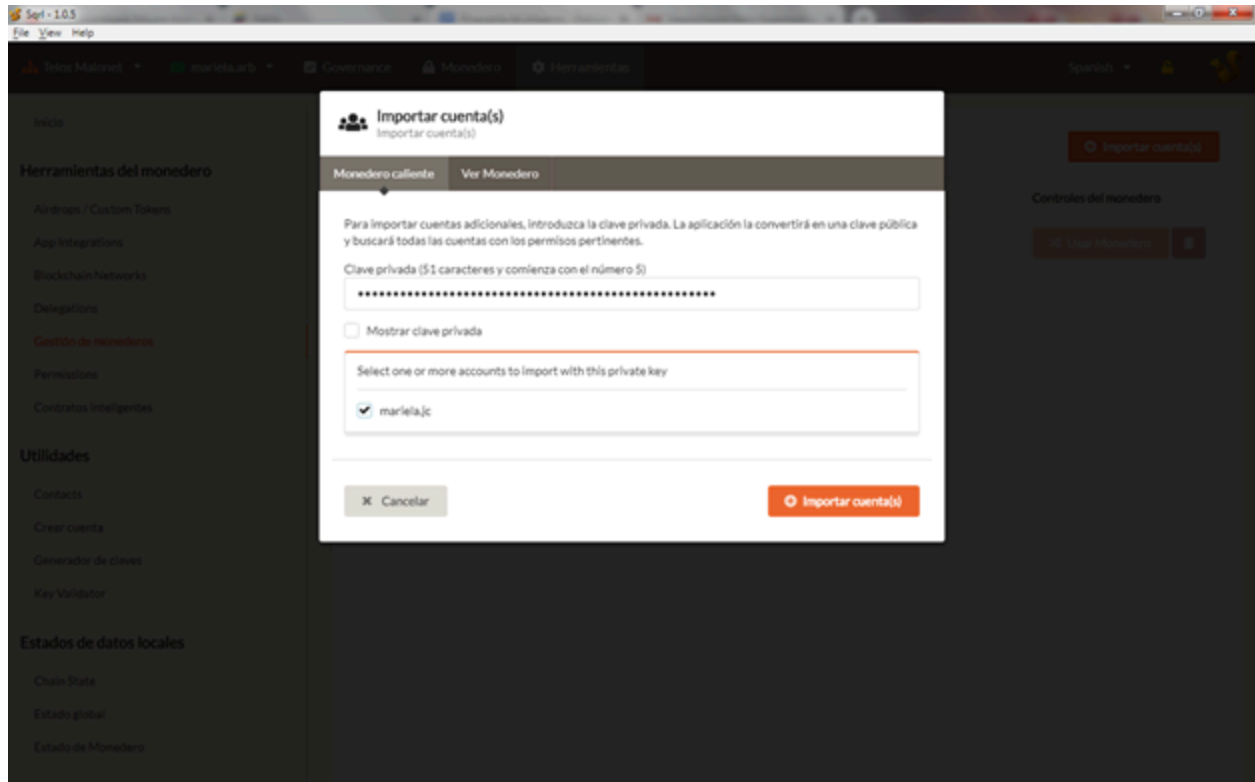 Sqrl - 1.0.5
File View Help
Telos Mainnet mariela.arb Governance Monedero Herramientas Spanish
Inicio
Herramientas del monedero
Airdrops / Custom Tokens
App Integrations
Blockchain Networks
Delegations
Gestión de monederos
Permissions
Contratos Inteligentes
Utilidades
Contacts
Crear cuenta
Generador de claves
Key Validator
Estados de datos locales
Chain State
Estado global
Estado de Monedero
Importar cuenta(s)
Importar cuenta(s)
Monedero caliente Ver Monedero
Para importar cuentas adicionales, introduzca la clave privada. La aplicación la convertirá en una clave pública
y buscará todas las cuentas con los permisos pertinentes.
Clave privada (51 caracteres y comienza con el número 5)
Mostrar clave privada
Select one or more accounts to import with this private key
mariela.jc
Cancelar Importar cuenta(s)
Importar cuenta(s)
Controles del monedero
Usar Monedero